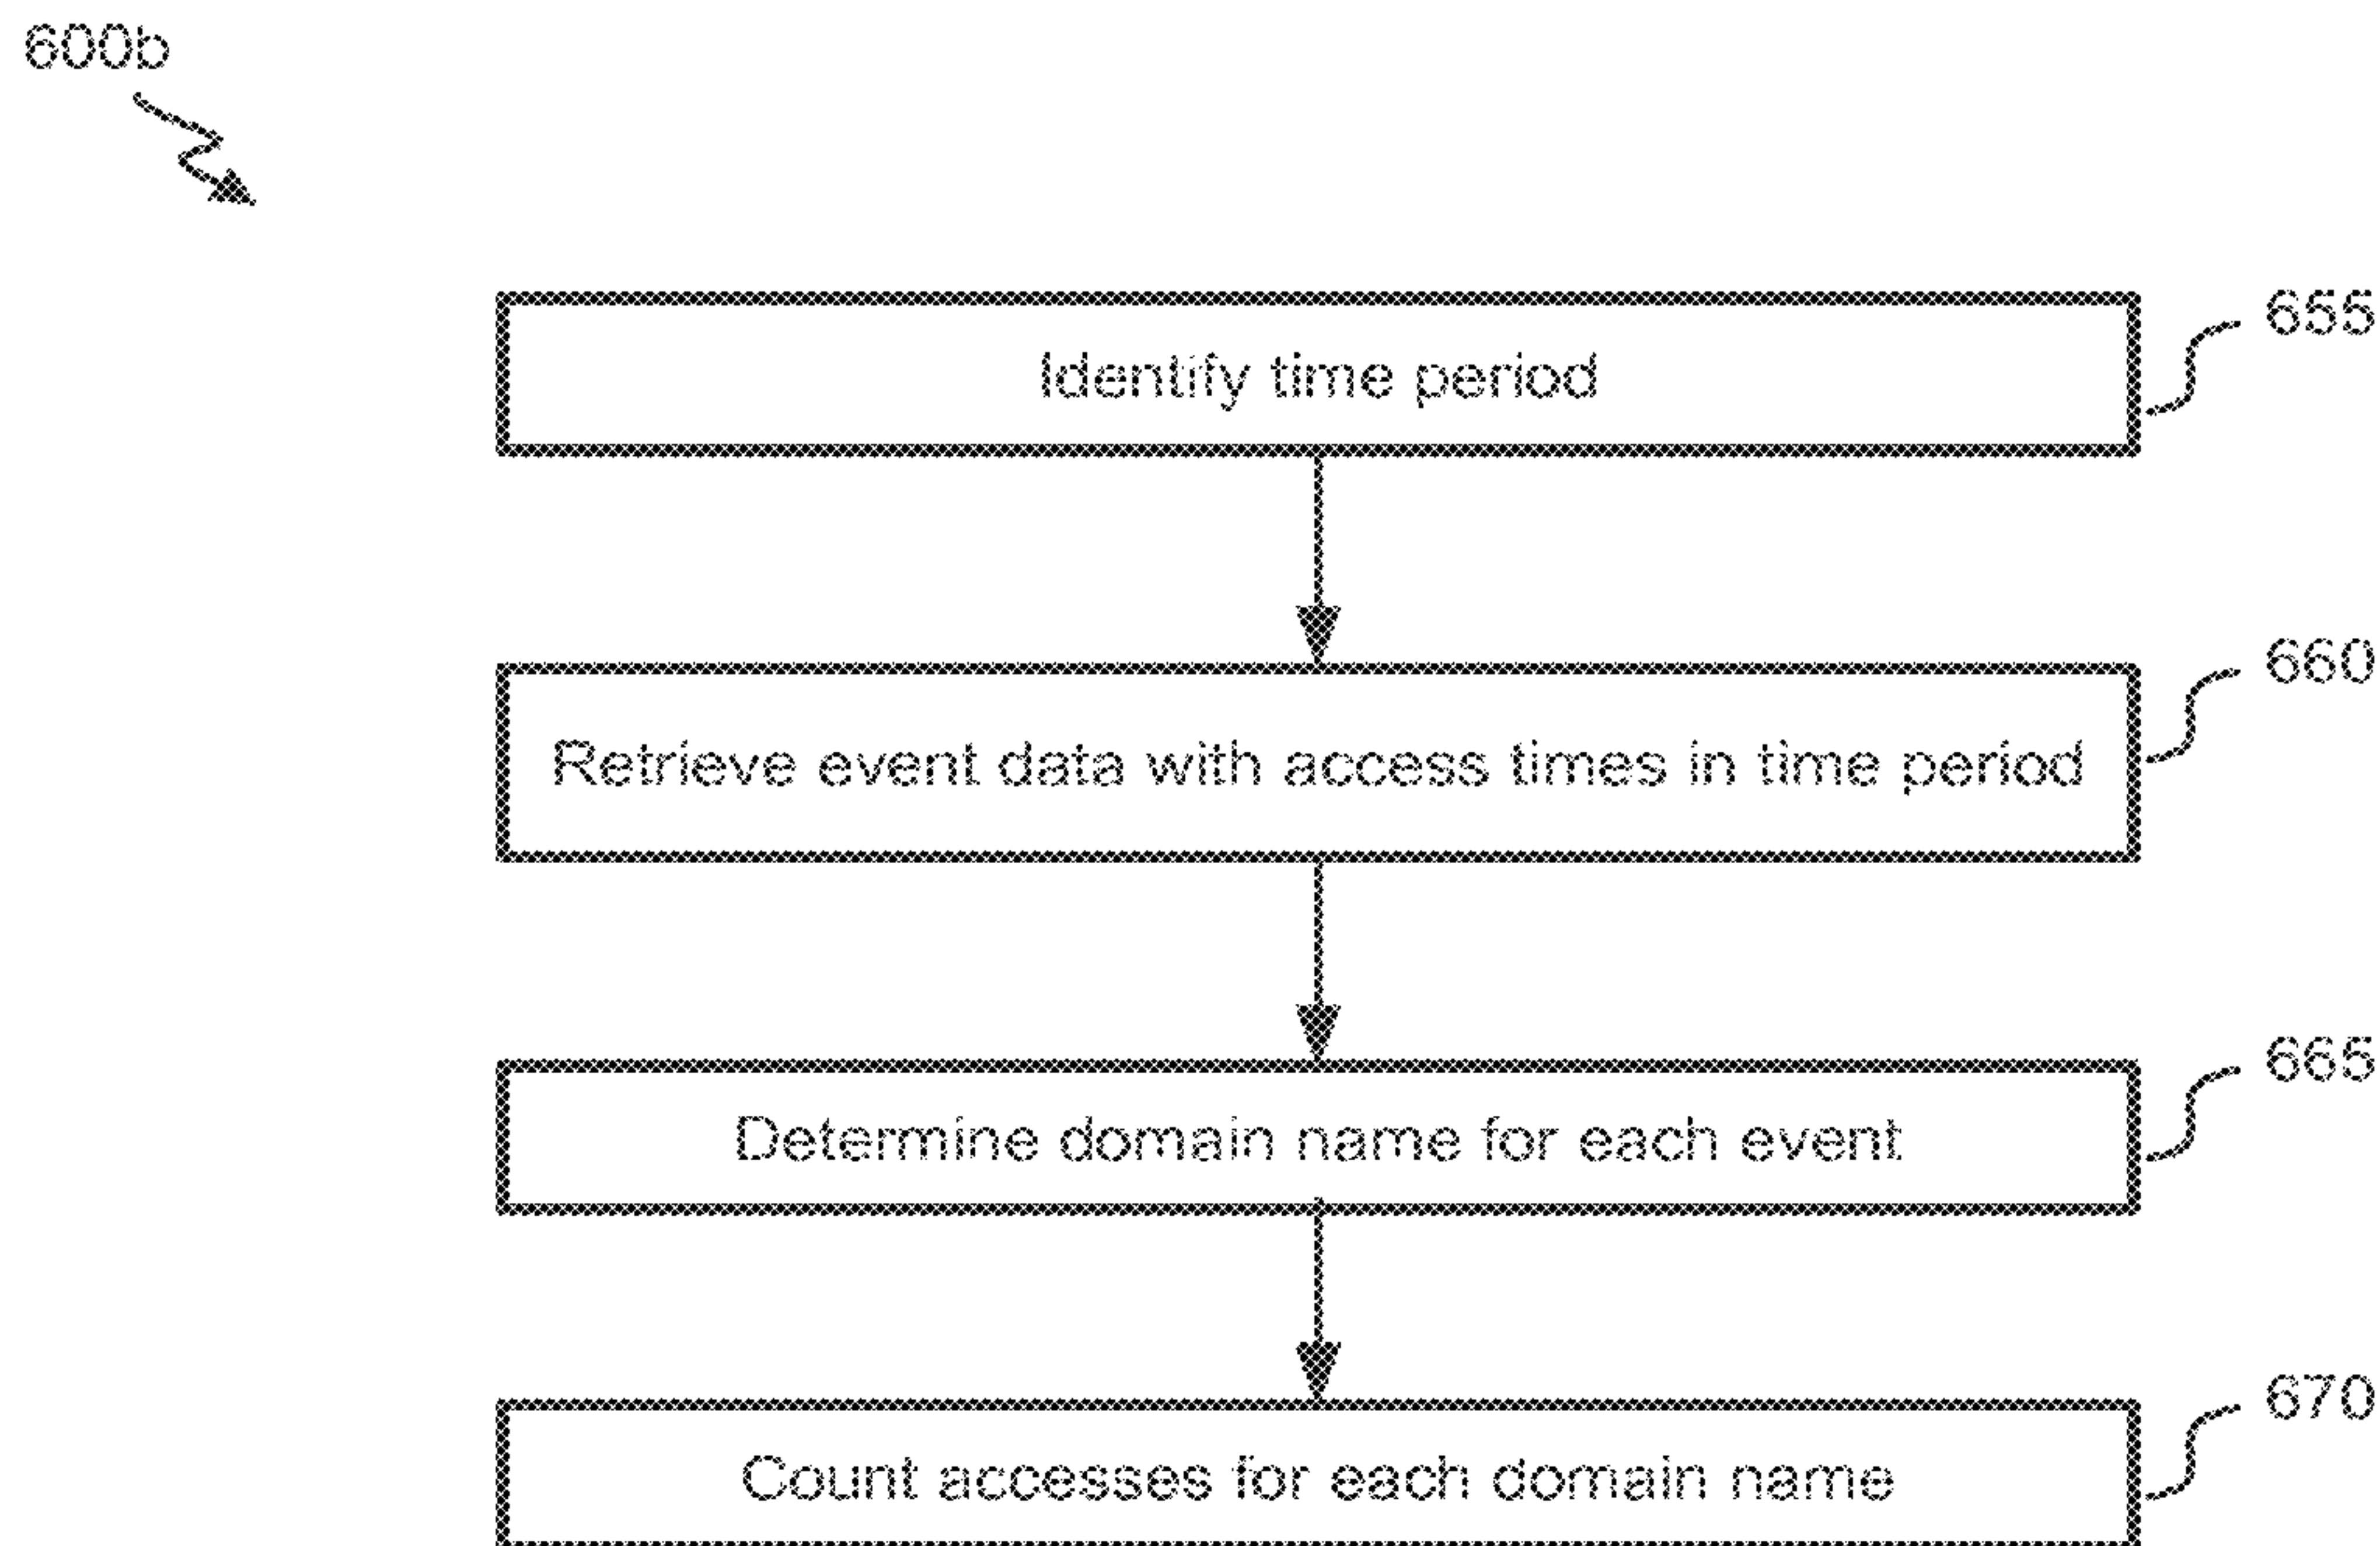 600b
Identify time period
655
Retrieve event data with access times in time period
660
Determine domain name for each event
665
Count accesses for each domain name
670